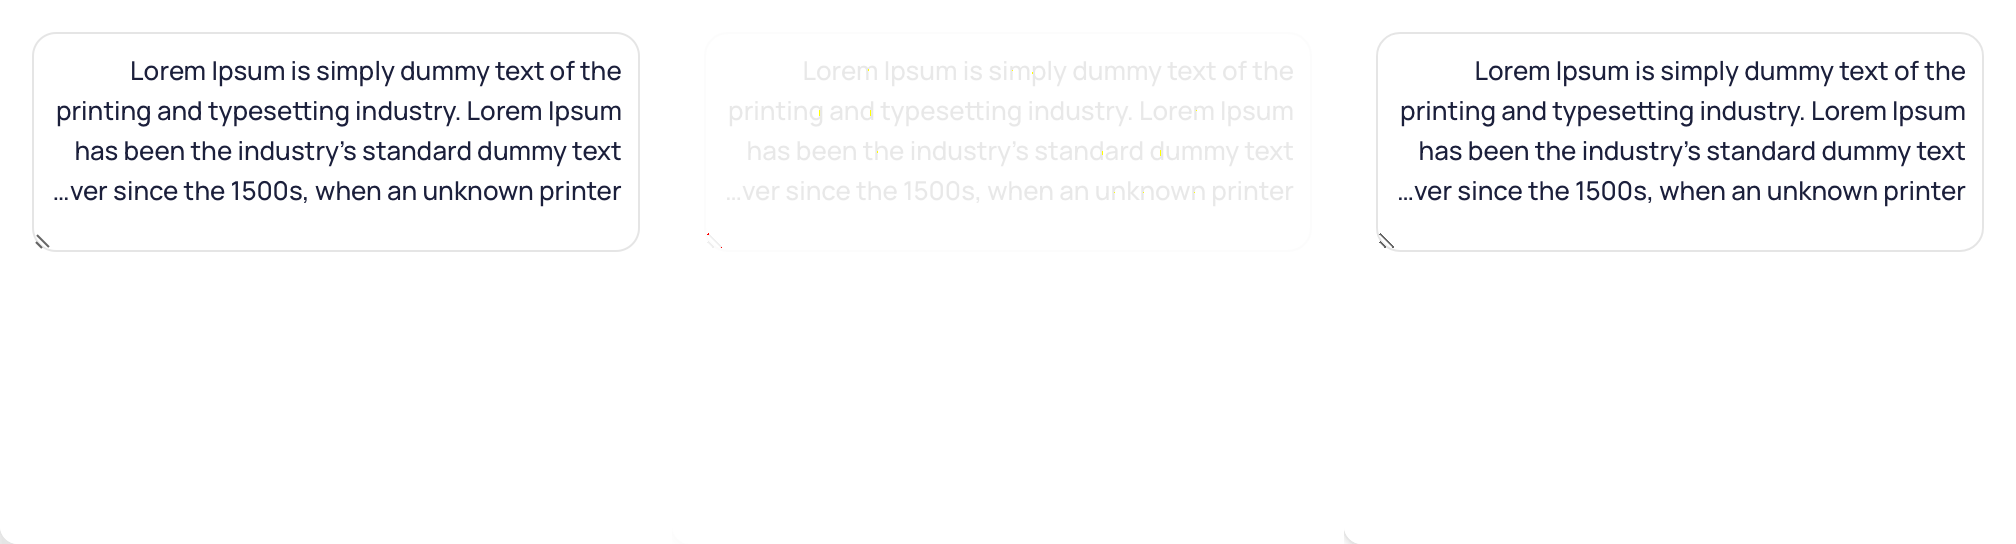 Lorem Ipsum is simply dummy text of the
printing and typesetting industry. Lorem Ipsum
has been the industry's standard dummy text
...ver since the 1500s, when an unknown printer
Lorem Ipsum is simply dummy text of the
printing and typesetting industry. Lorem Ipsum
has been the industry's standard dummy text
...ver since the 1500s, when an unknown printer
Lorem Ipsum is simply dummy text of the
printing and typesetting industry. Lorem Ipsum
has been the industry's standard dummy text
...ver since the 1500s, when an unknown printer